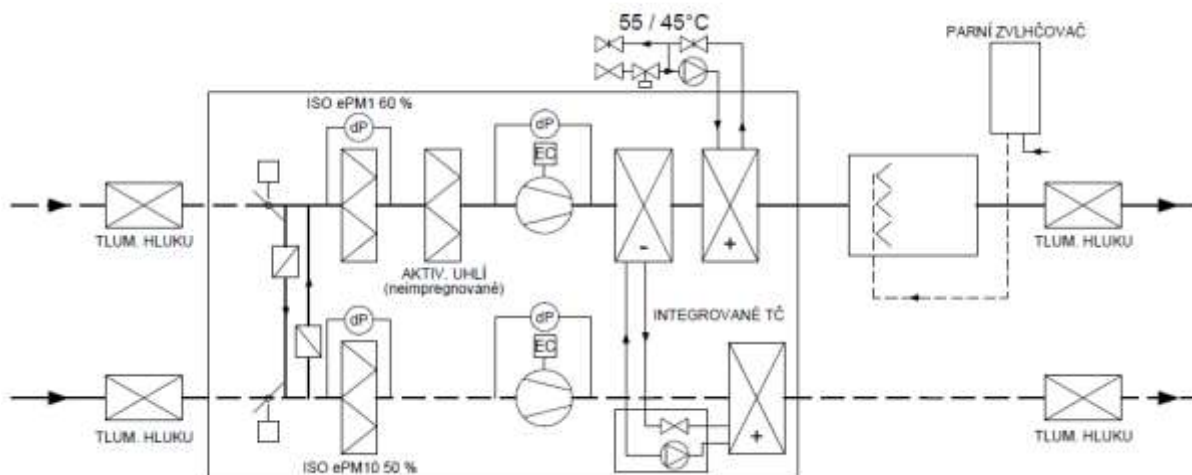 55 / 45°C
PARNÍ ZVLHČOVAČ
ISO ePM1 60 %
dP
dP
EC
TLUM. HLUKU
AKTIV. UHLÍ
(neimpregnované)
-
+
TLUM. HLUKU
INTEGROVANÉ TČ
dP
dP
EC
TLUM. HLUKU
ISO ePM10 50 %
+
TLUM. HLUKU